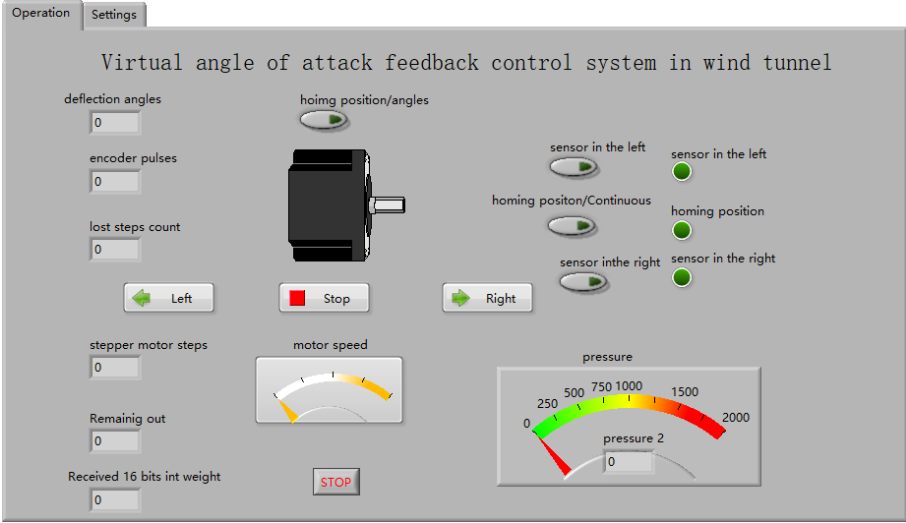 Operation Settings
Virtual angle of attack feedback control system in wind tunnel
deflection angles
0
hoimg position/angles
encoder pulses
0
sensor in the left
sensor in the left
lost steps count
0
homing positon/Continuous
homing position
sensor inthe right
sensor in the right
Left
Stop
Right
stepper motor steps
0
motor speed
pressure
0 250 500 750 1000 1500 2000
pressure 2
0
Remainig out
0
Received 16 bits int weight
0
STOP